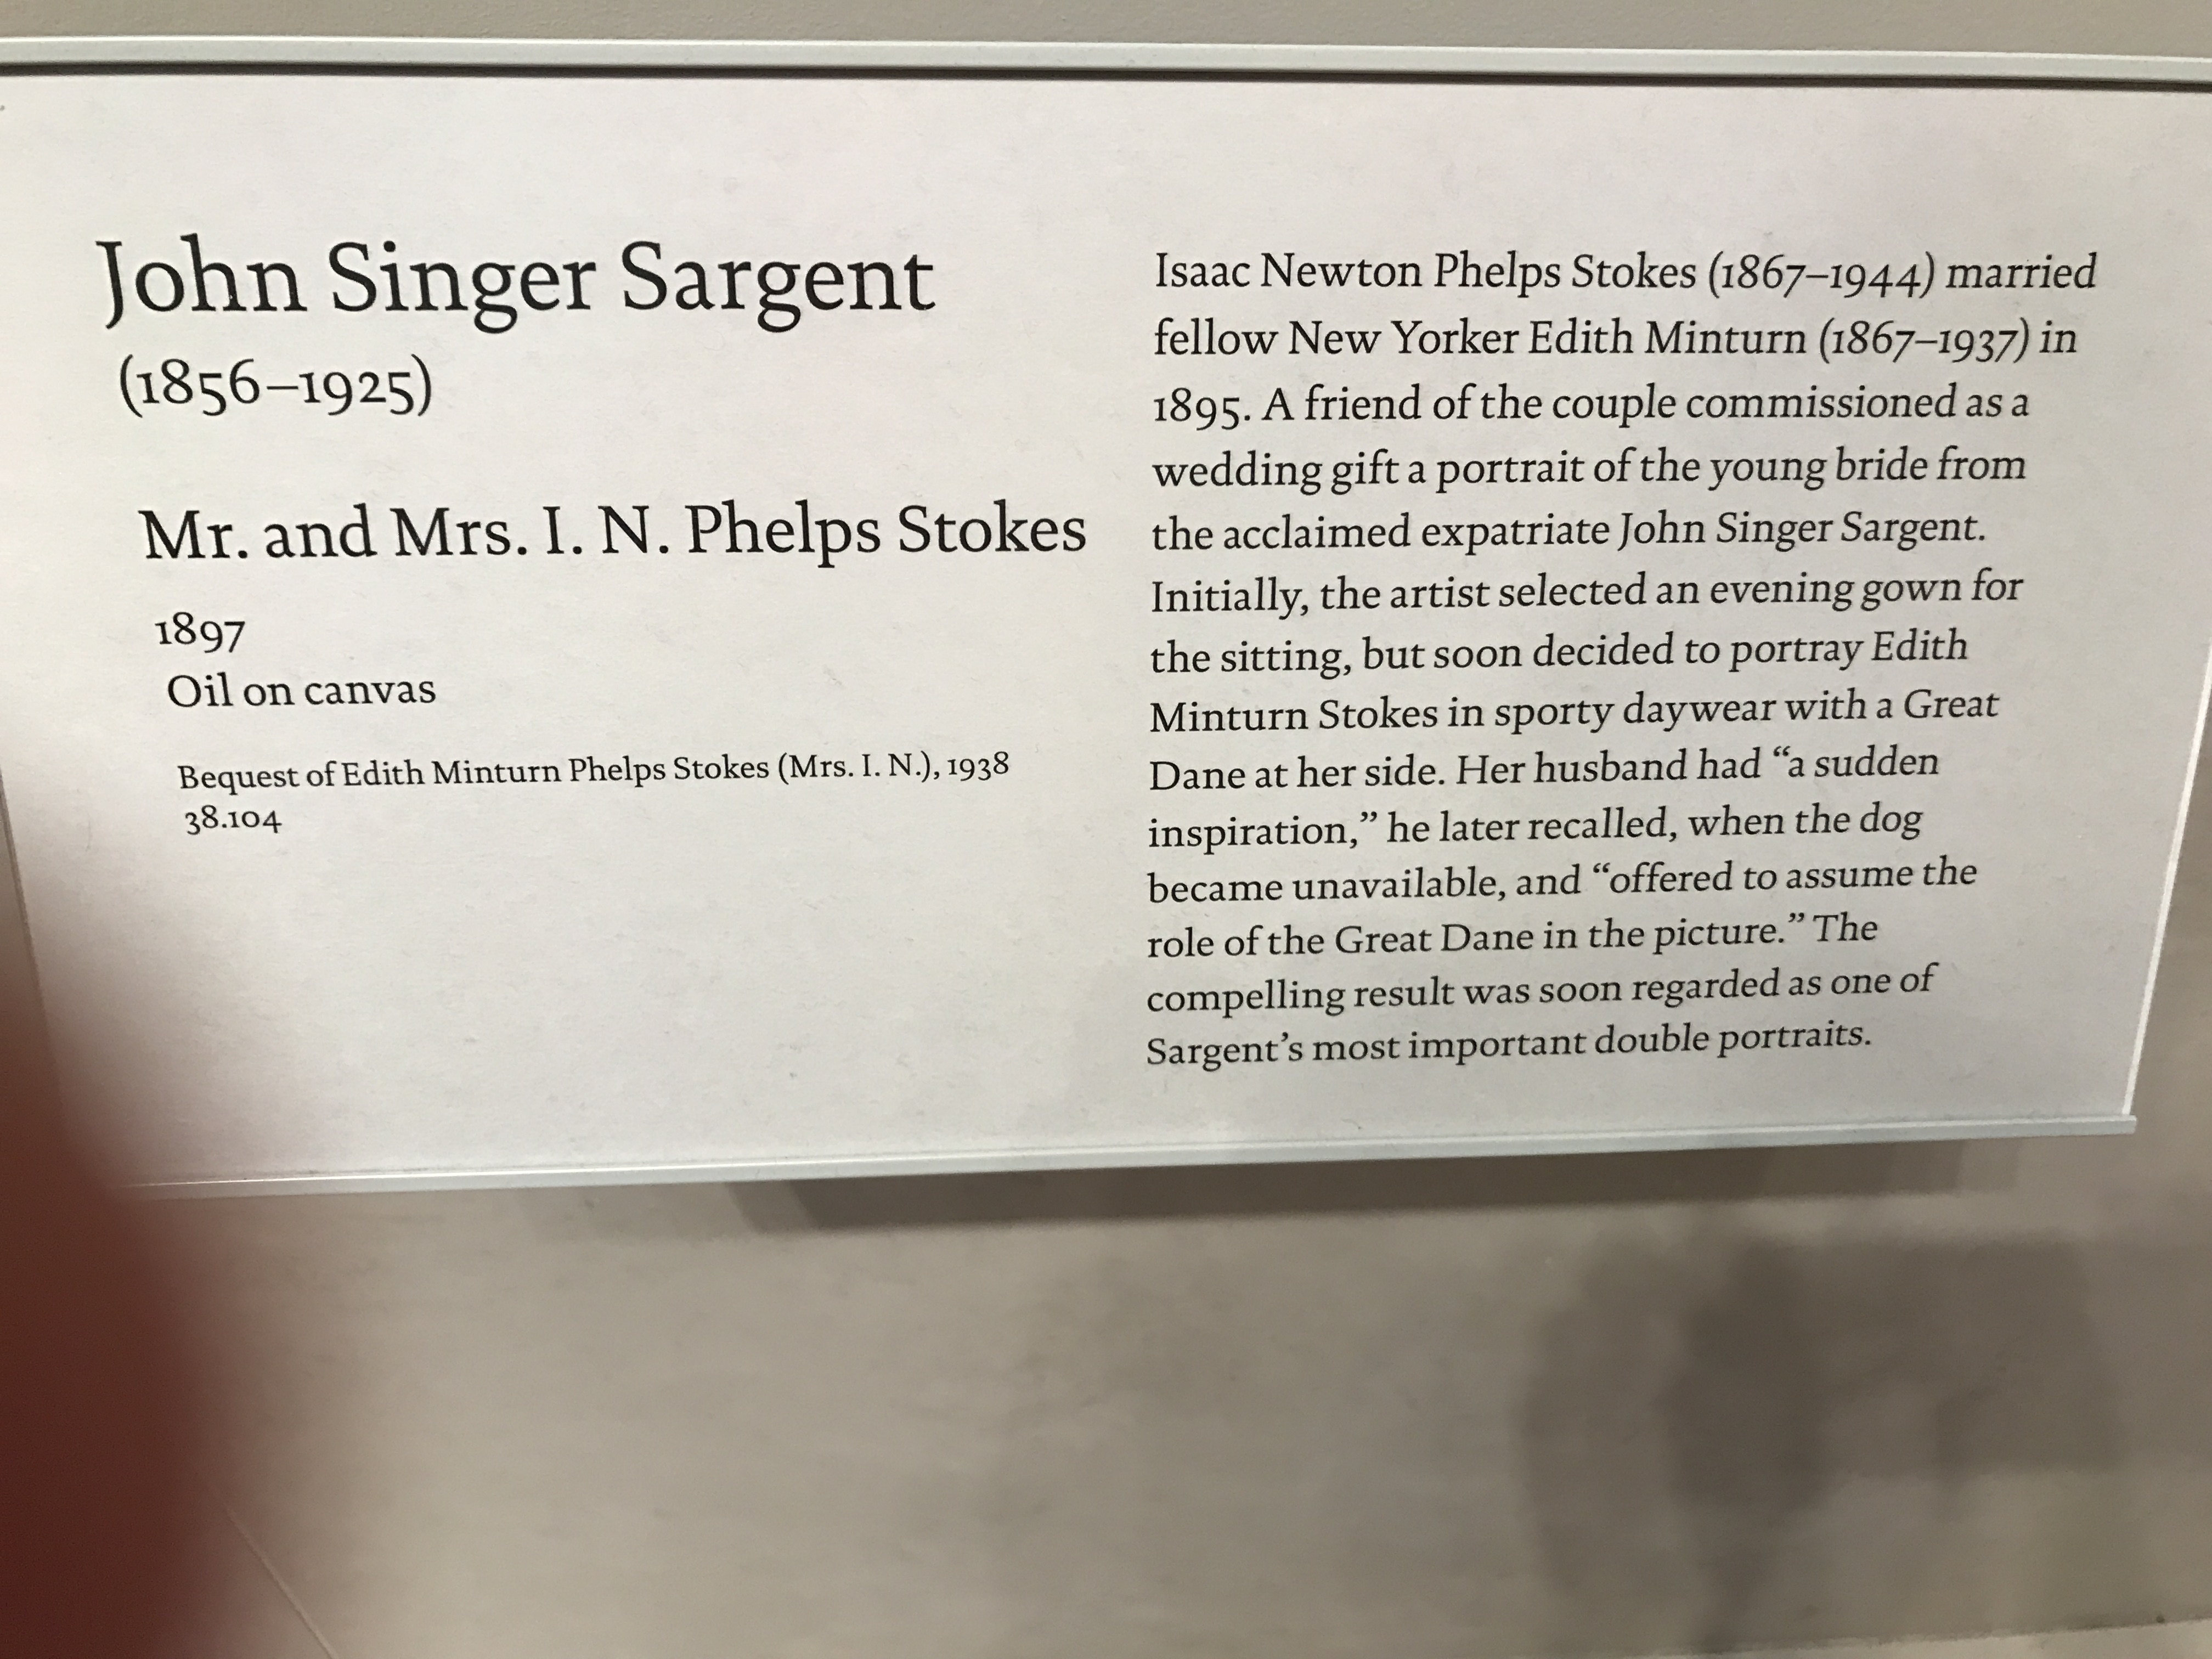 John Singer Sargent
(1856–1925)
Mr. and Mrs. I. N. Phelps Stokes
1897
Oil on canvas
Bequest of Edith Minturn Phelps Stokes (Mrs. I. N.), 1938
38.104
Isaac Newton Phelps Stokes (1867–1944) married
fellow New Yorker Edith Minturn (1867–1937) in
1895. A friend of the couple commissioned as a
wedding gift a portrait of the young bride from
the acclaimed expatriate John Singer Sargent.
Initially, the artist selected an evening gown for
the sitting, but soon decided to portray Edith
Minturn Stokes in sporty daywear with a Great
Dane at her side. Her husband had “a sudden
inspiration,” he later recalled, when the dog
became unavailable, and “offered to assume the
role of the Great Dane in the picture.” The
compelling result was soon regarded as one of
Sargent’s most important double portraits.